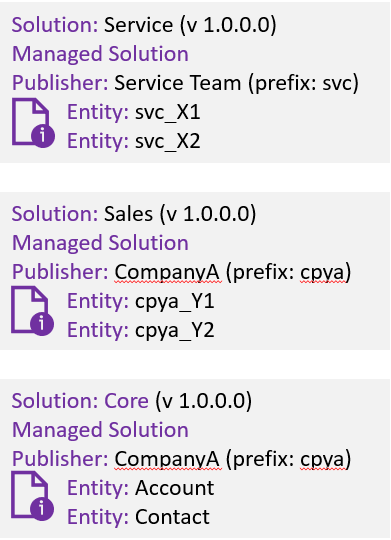 Solution: Service (v 1.0.0.0)
Managed Solution
Publisher: Service Team (prefix: svc)
Entity: svc_X1
Entity: svc_X2
Solution: Sales (v 1.0.0.0)
Managed Solution
Publisher: CompanyA (prefix: cpya)
Entity: cpya_Y1
Entity: cpya_Y2
Solution: Core (v 1.0.0.0)
Managed Solution
Publisher: CompanyA (prefix: cpya)
Entity: Account
Entity: Contact